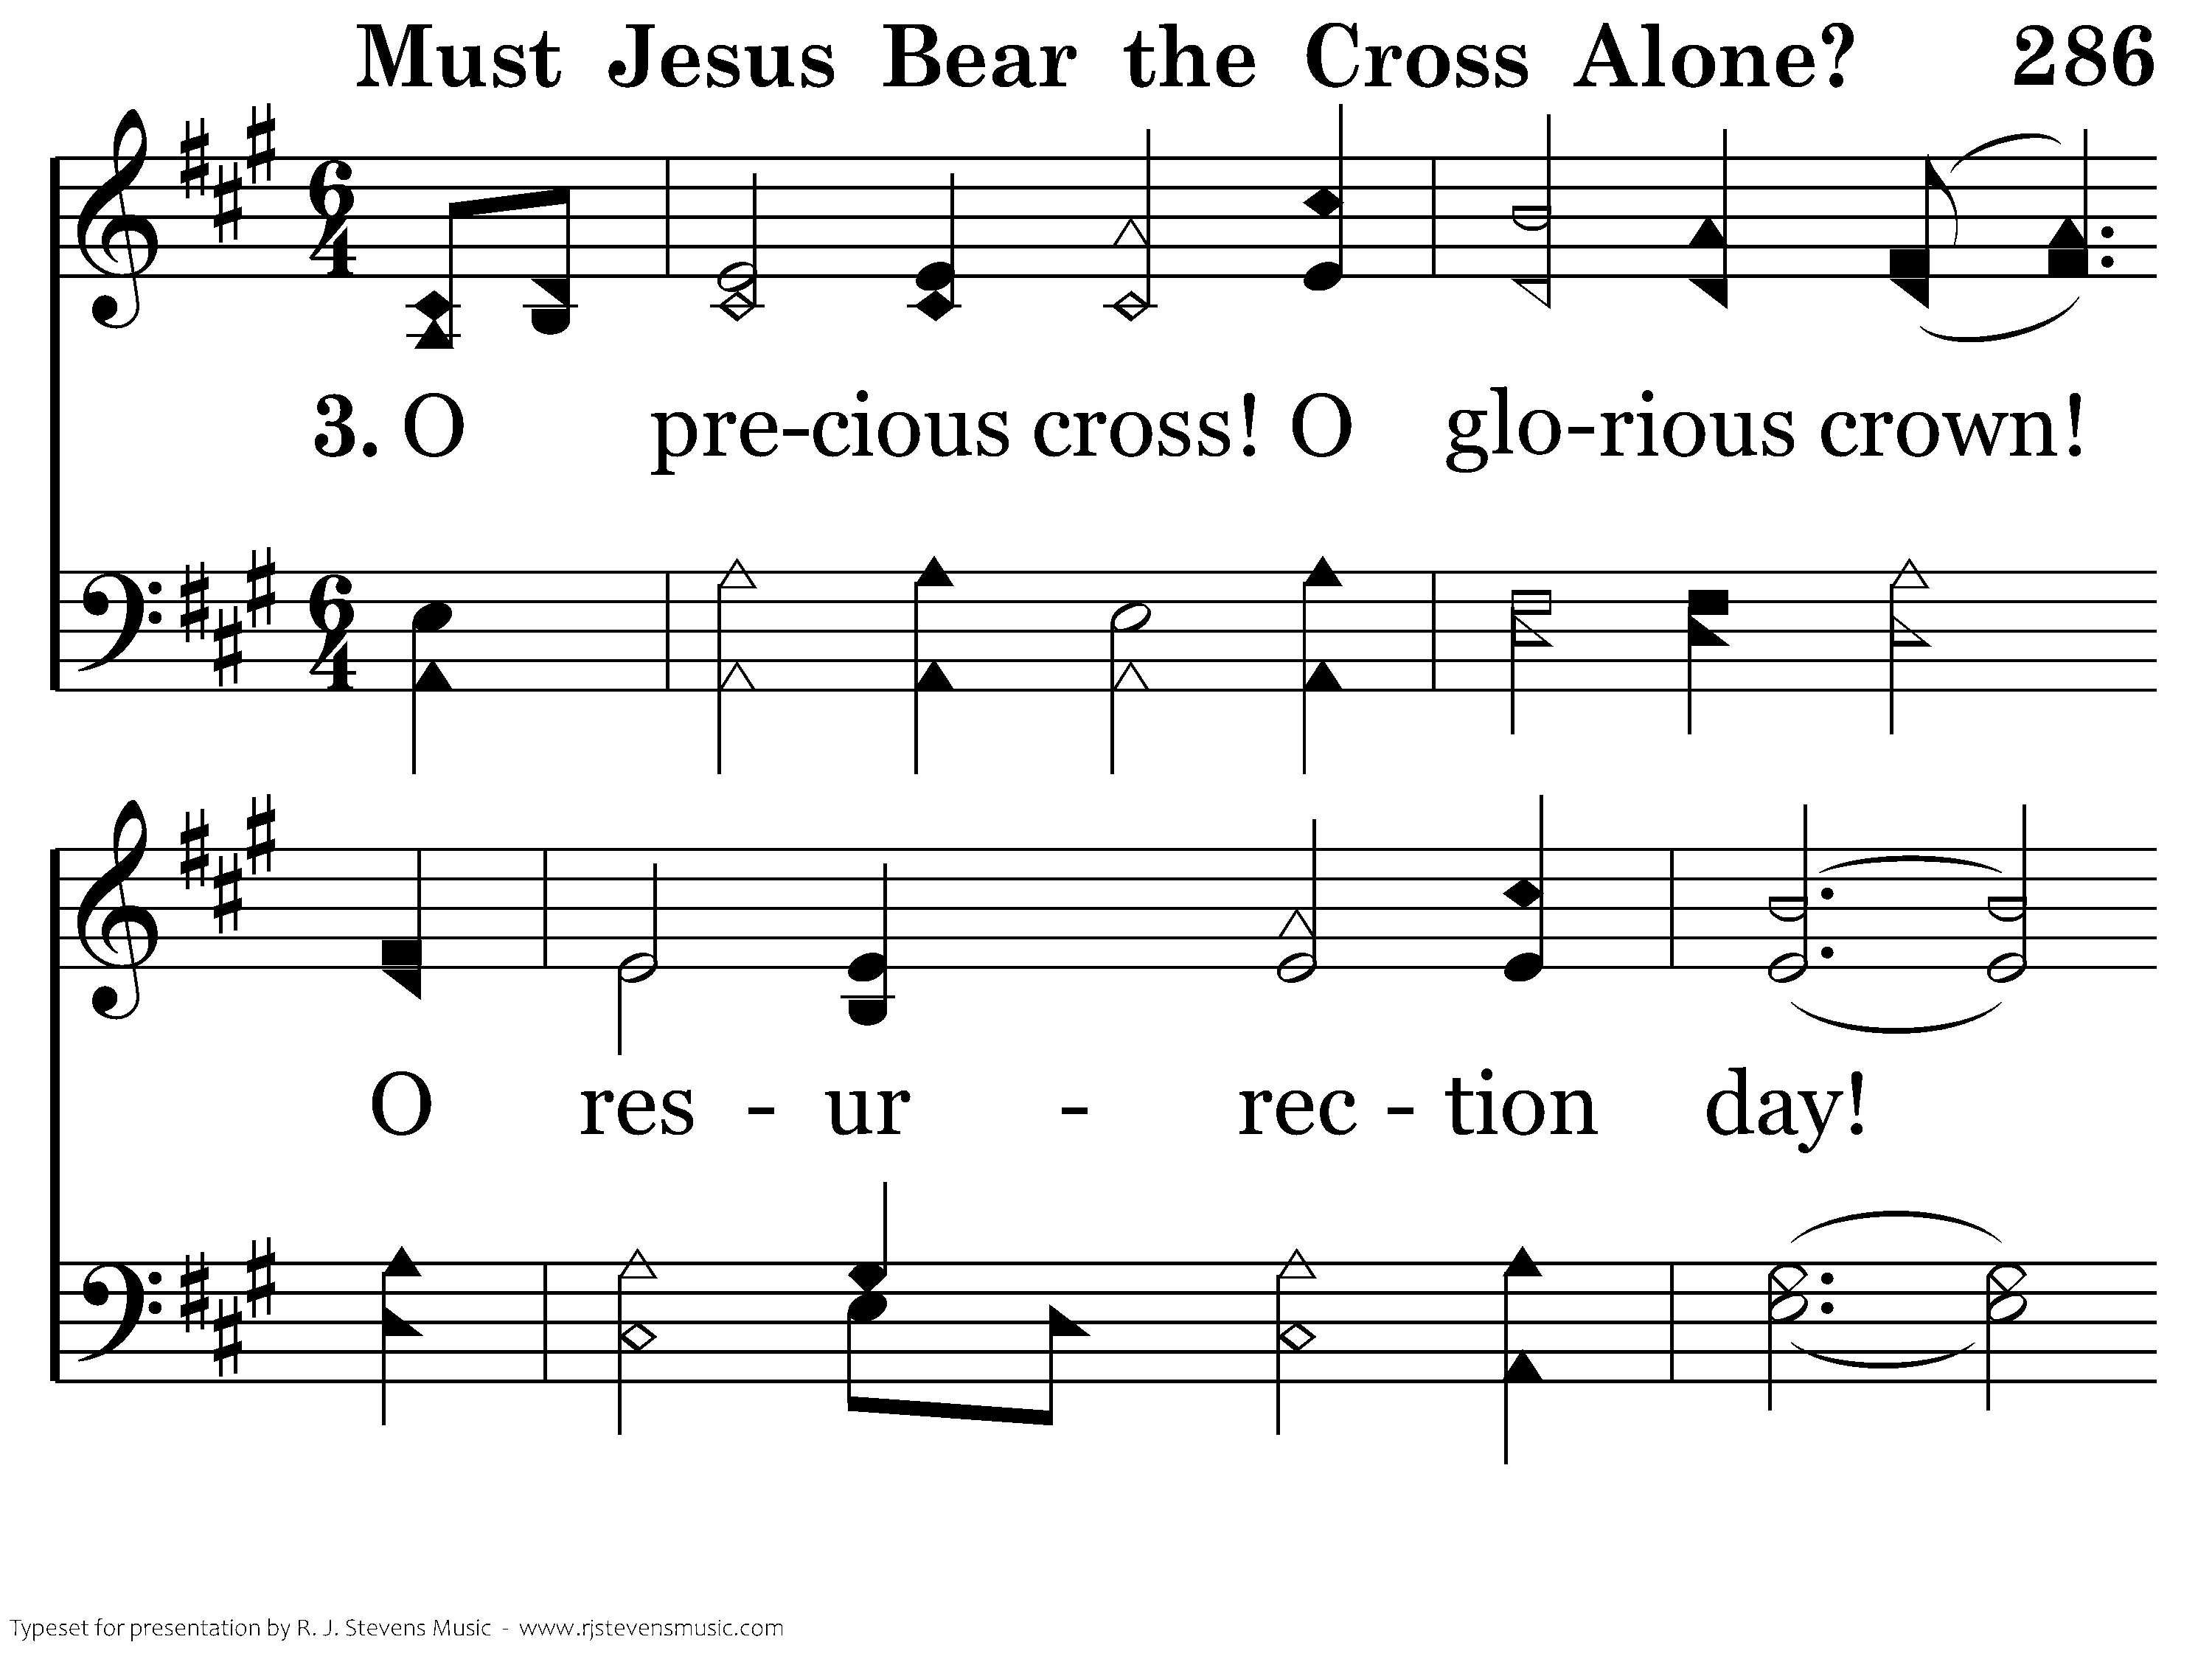 Must Jesus Bear the Cross Alone? 286
6
4
3. O pre-cious cross! O glo-rious crown!
6
4
O res - ur - rec - tion day!
Typeset for presentation by R. J. Stevens Music - www.rjstevensmusic.com